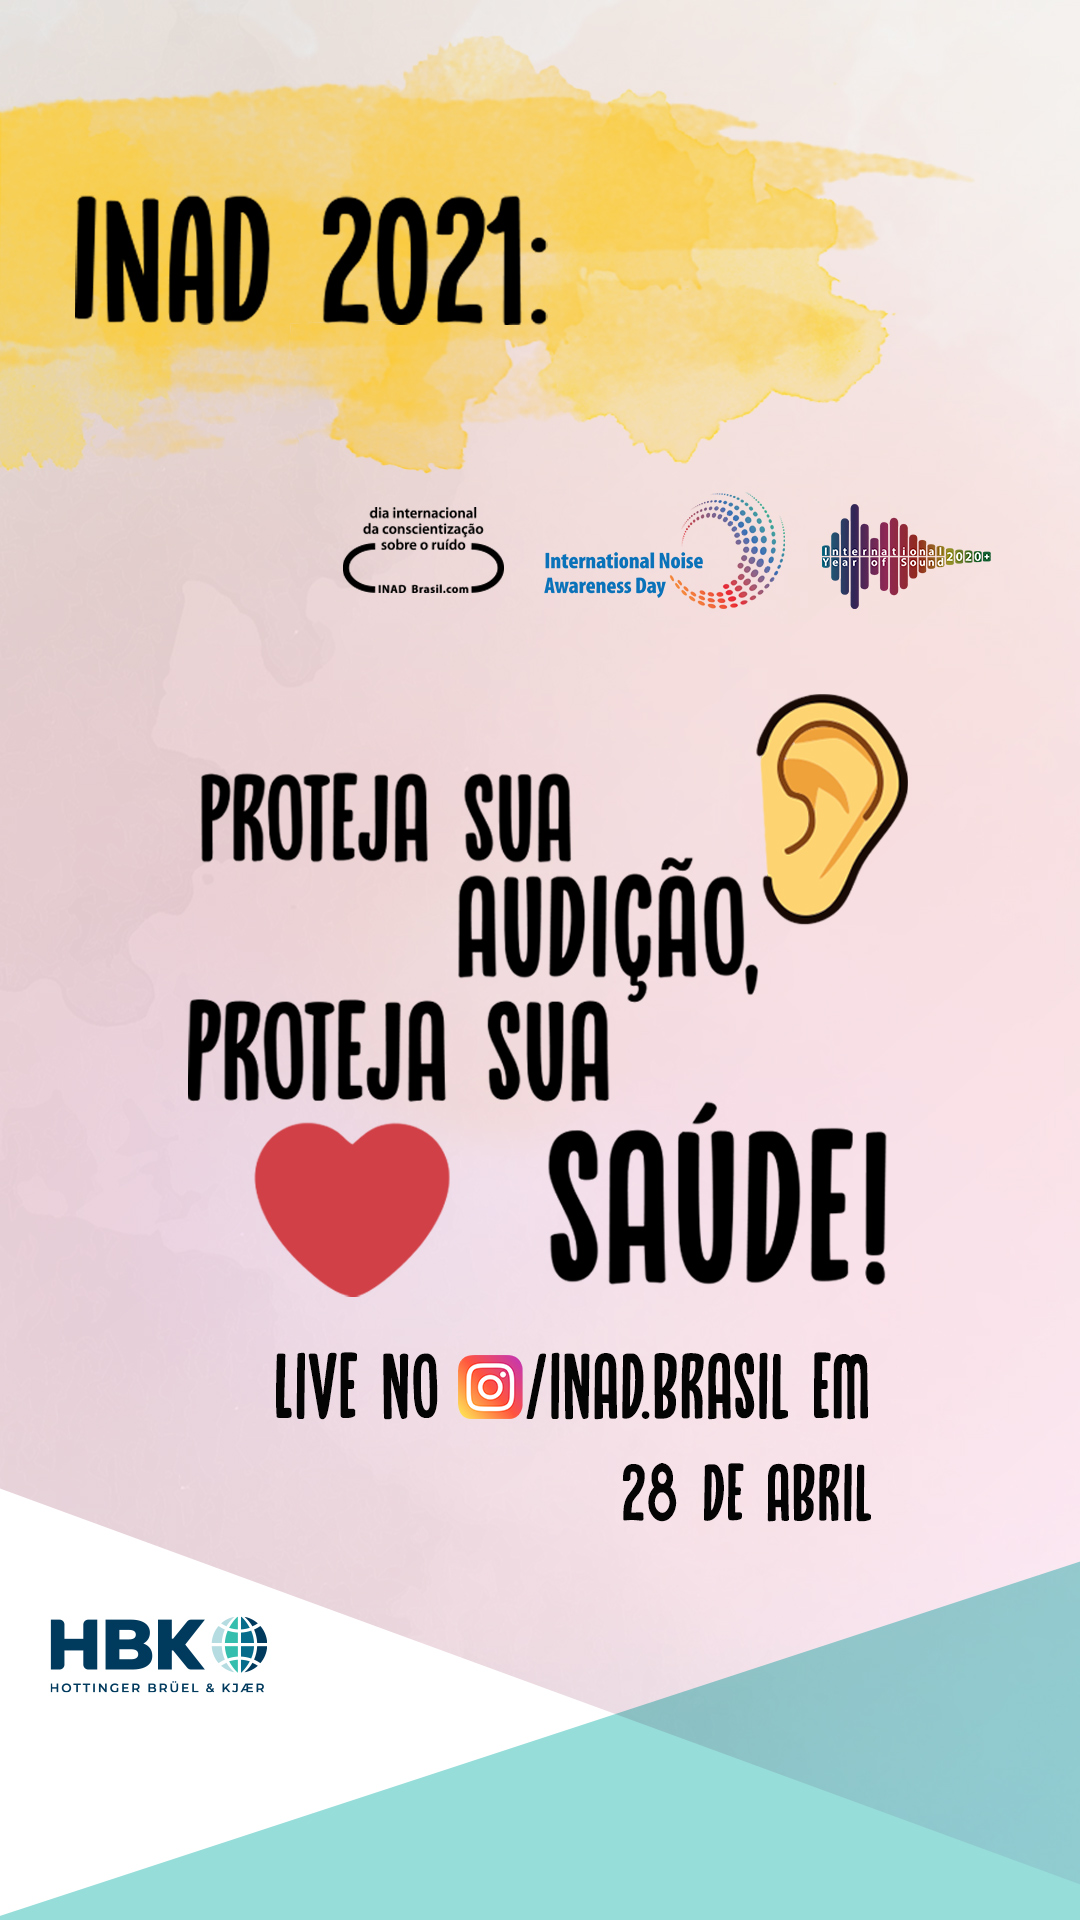 INAD 2021:
dia internacional
da conscientização
sobre o ruído
INAD Brasil.com
International Noise
Awareness Day
International
Year of Sound 2020+
PROTEJA SUA
AUDIÇÃO,
PROTEJA SUA
SAÚDE!
LIVE NO /INAD.BRASIL EM
28 DE ABRIL
HBK
HOTTINGER BRÜEL & KJÆR